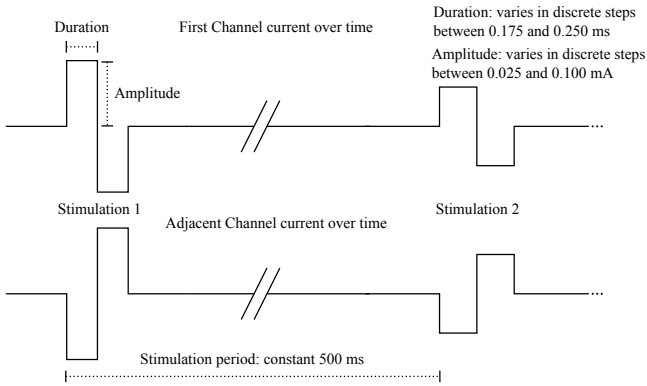 Duration
First Channel current over time
Duration: varies in discrete steps
between 0.175 and 0.250 ms
Amplitude: varies in discrete steps
between 0.025 and 0.100 mA
Amplitude
...
Stimulation 1
Adjacent Channel current over time
Stimulation 2
...
Stimulation period: constant 500 ms